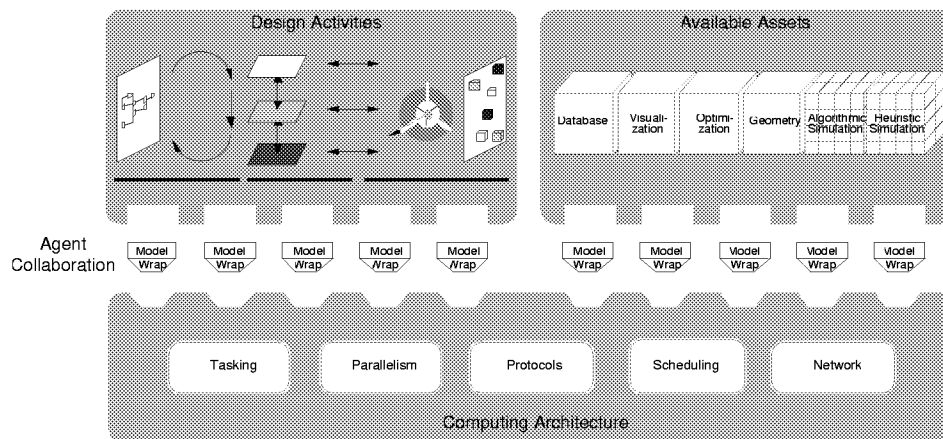 Design Activities
Available Assets
Database
Visuali-
zation
Optimi-
zation
Geometry
Algorithmic
Simulation
Heuristic
Simulation
Agent
Collaboration
Model
Wrap
Model
Wrap
Model
Wrap
Model
Wrap
Model
Wrap
Model
Wrap
Model
Wrap
Model
Wrap
Model
Wrap
Model
Wrap
Tasking
Parallelism
Protocols
Scheduling
Network
Computing Architecture